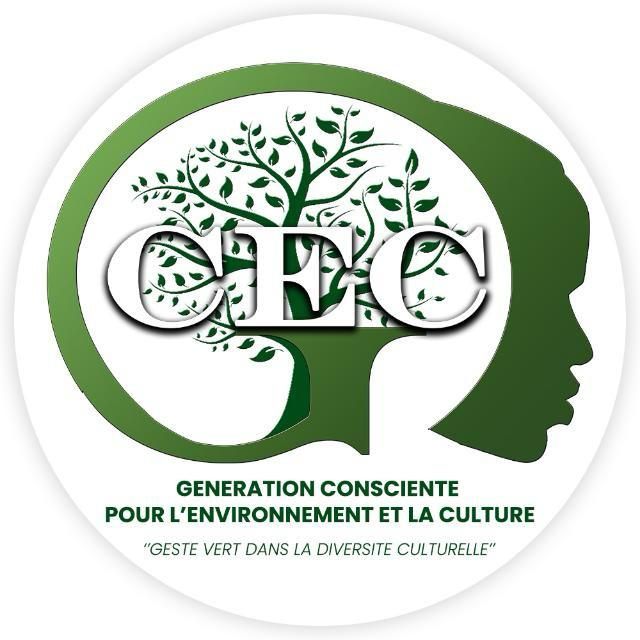 CEC
GENERATION CONSCIENTE
POUR L'ENVIRONNEMENT ET LA CULTURE
"GESTE VERT DANS LA DIVERSITE CULTURELLE"